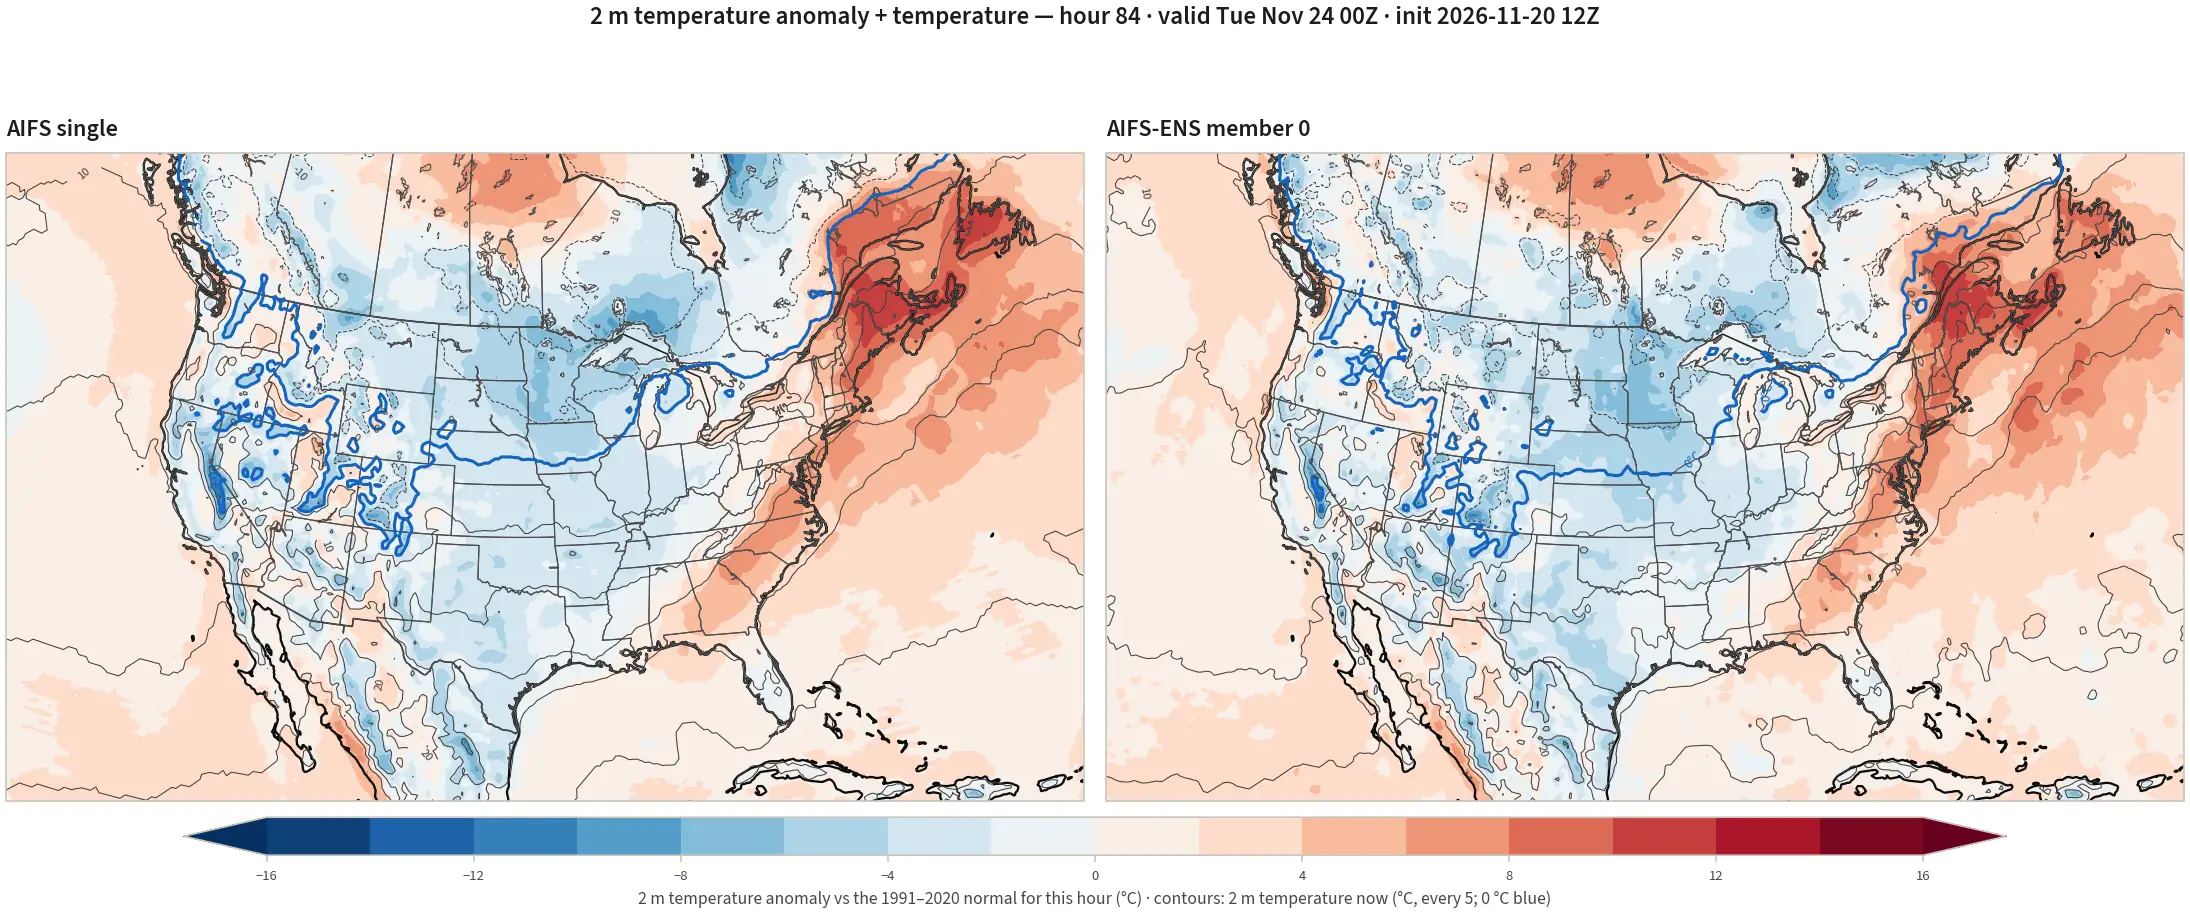 2 m temperature anomaly + temperature — hour 84 · valid Tue Nov 24 00Z · init 2026-11-20 12Z
AIFS single
AIFS-ENS member 0
−16 −12 −8 −4 0 4 8 12 16
2 m temperature anomaly vs the 1991–2020 normal for this hour (°C) · contours: 2 m temperature now (°C, every 5; 0 °C blue)